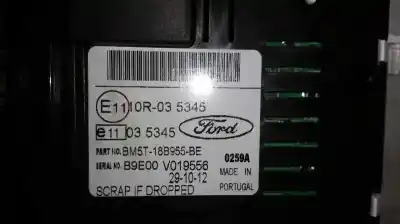 E11 10R-03 5345
e11 03 5345
Ford
PART NO. BM5T-18B955-BE
SERIAL NO. B9E00 V019556
29-10-12
0259A
MADE IN
PORTUGAL
SCRAP IF DROPPED